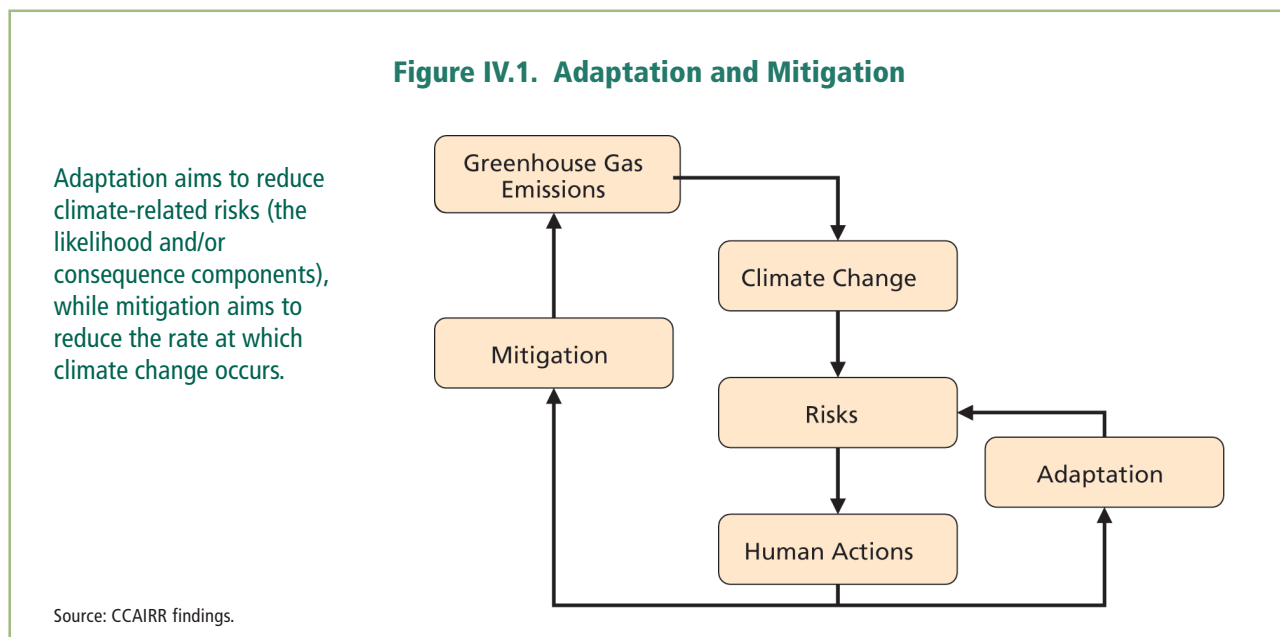 Figure IV.1. Adaptation and Mitigation
Adaptation aims to reduce
climate-related risks (the
likelihood and/or
consequence components),
while mitigation aims to
reduce the rate at which
climate change occurs.
Greenhouse Gas
Emissions
Climate Change
Mitigation
Risks
Adaptation
Human Actions
Source: CCAIRR findings.